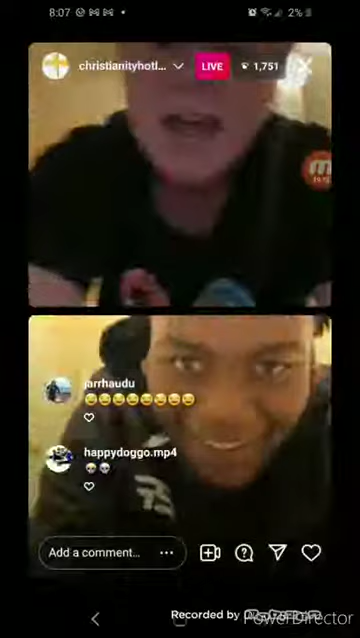 8:07
2%
christianityhotl...
LIVE
1,751
jarrhaudu
happydoggo.mp4
Add a comment...
Recorded by
PowerDirector